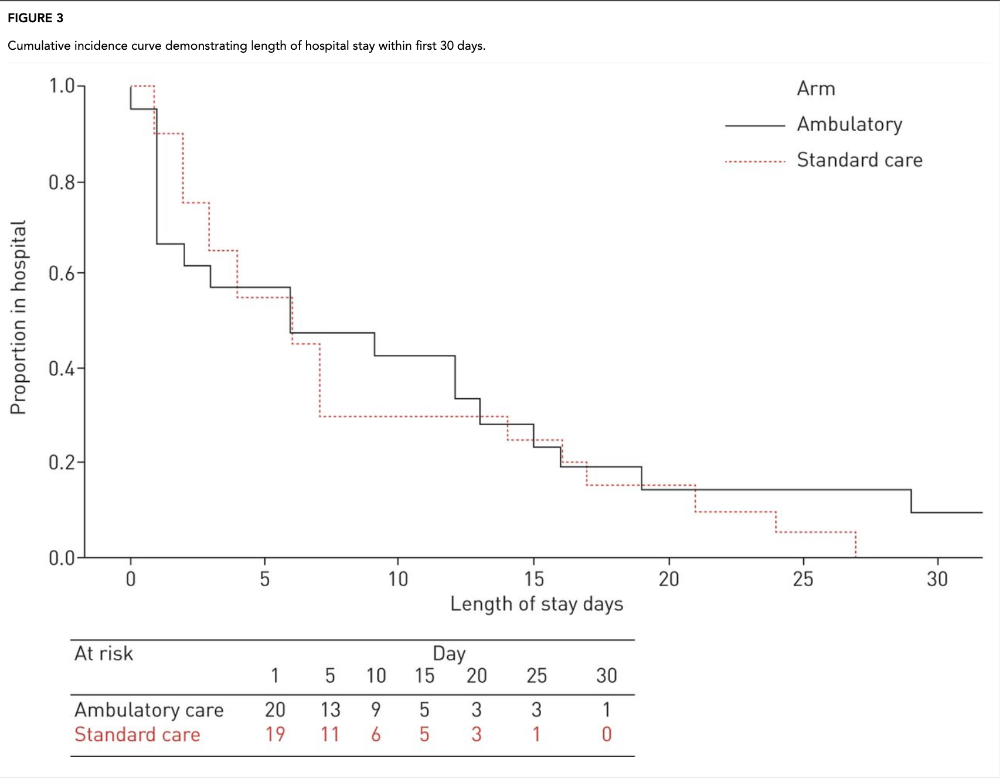 FIGURE 3
Cumulative incidence curve demonstrating length of hospital stay within first 30 days.
Arm
Ambulatory
Standard care
Proportion in hospital
1.0
0.8
0.6
0.4
0.2
0.0
0 5 10 15 20 25 30
Length of stay days
At risk Day
1 5 10 15 20 25 30
Ambulatory care 20 13 9 5 3 3 1
Standard care 19 11 6 5 3 1 0